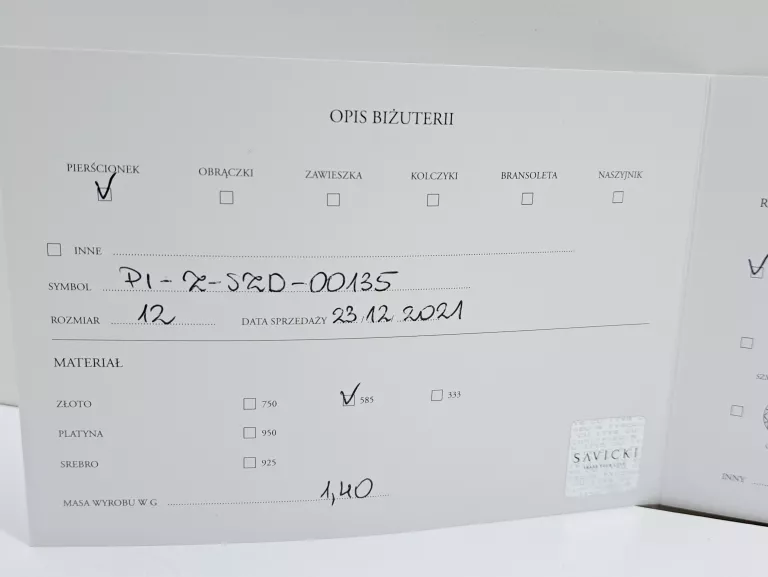 OPIS BIŻUTERII
PIERŚCIONEK OBRĄCZKI ZAWIESZKA KOLCZYKI BRANSOLETA NASZYJNIK
INNE
SYMBOL PI-Z-SZD-00135
ROZMIAR 12 DATA SPRZEDAŻY 23/12 2021
MATERIAŁ
ZŁOTO 750 585 333
PLATYNA 950
SREBRO 925
MASA WYROBU W G 1,40
SAVICKI
R
INNY